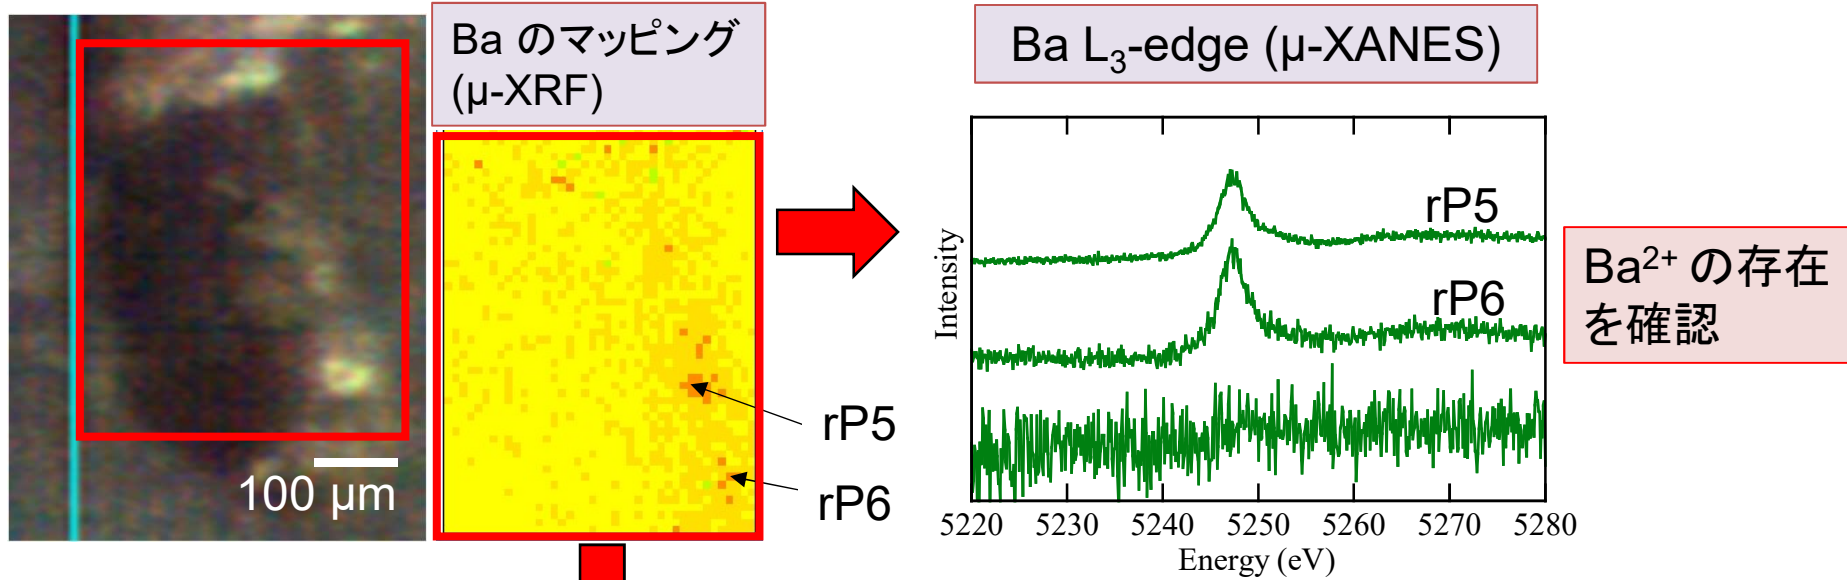 Ba のマッピング
(μ-XRF)
Ba L₃-edge (μ-XANES)
100 μm
rP5
rP6
Intensity
rP5
rP6
5220 5230 5240 5250 5260 5270 5280
Energy (eV)
Ba²⁺ の存在
を確認